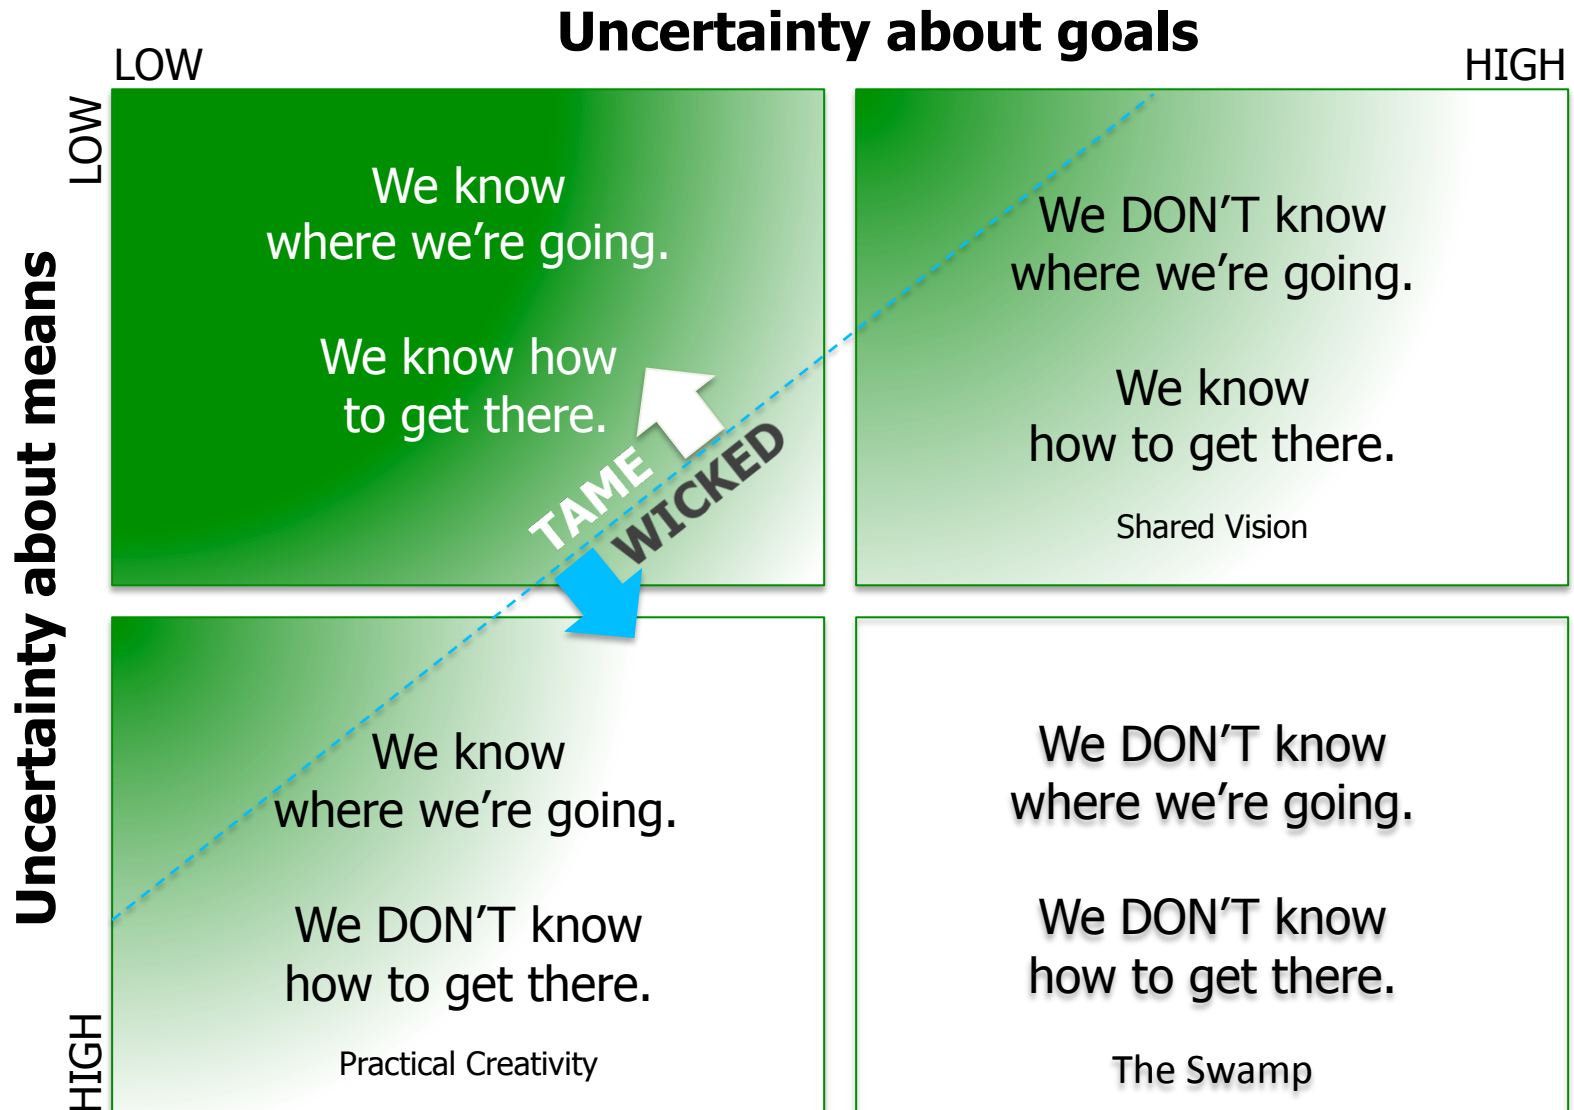 Uncertainty about goals
LOW
HIGH
LOW
Uncertainty about means
HIGH
We know
where we're going.
We know how
to get there.
TAME
WICKED
We DON'T know
where we're going.
We know
how to get there.
Shared Vision
We know
where we're going.
We DON'T know
how to get there.
Practical Creativity
We DON'T know
where we're going.
We DON'T know
how to get there.
The Swamp